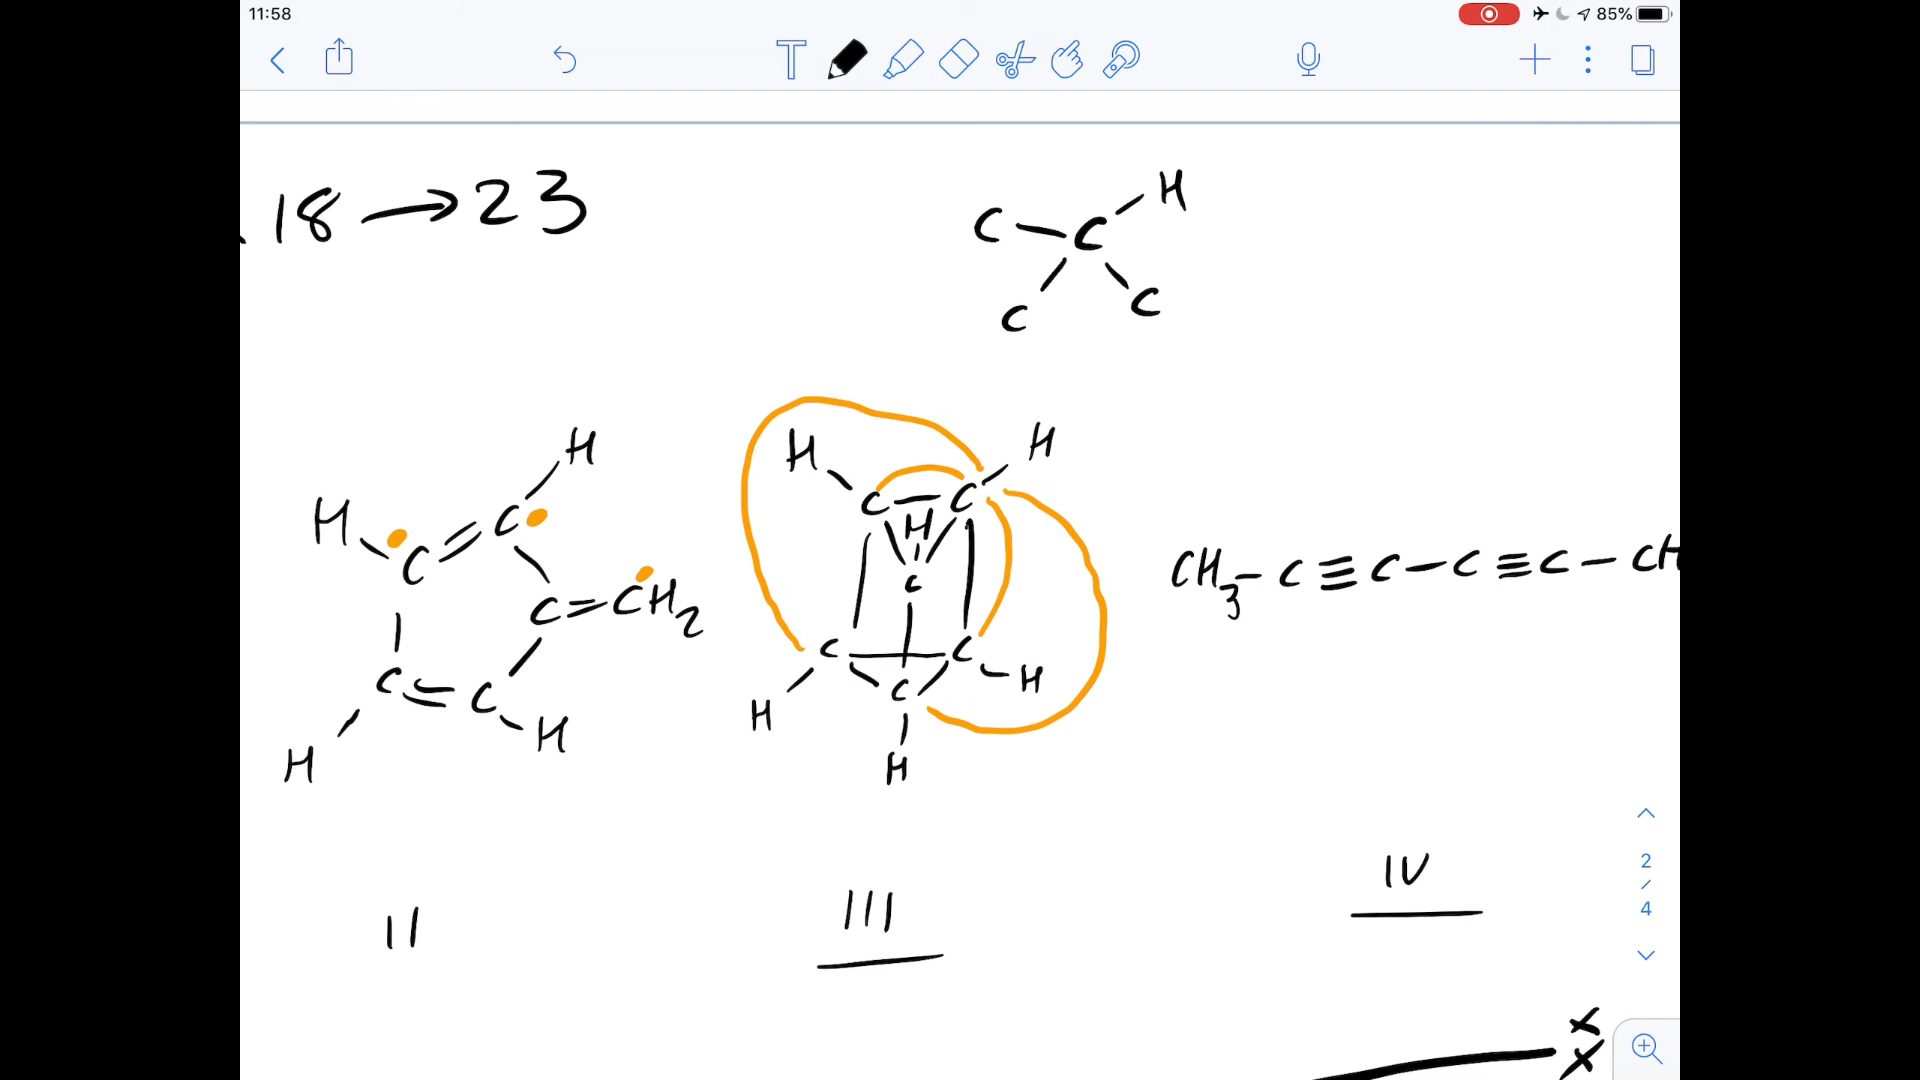 11:58
85%
T
. 18 → 23
C – C – H
C C
H
H C = C
C = CH2
C = C
H H
H H
C – C
H
C
C C
C H
H
H
CH3 – C ≡ C – C ≡ C – CH
II
III
IV
2
/
4
x
x